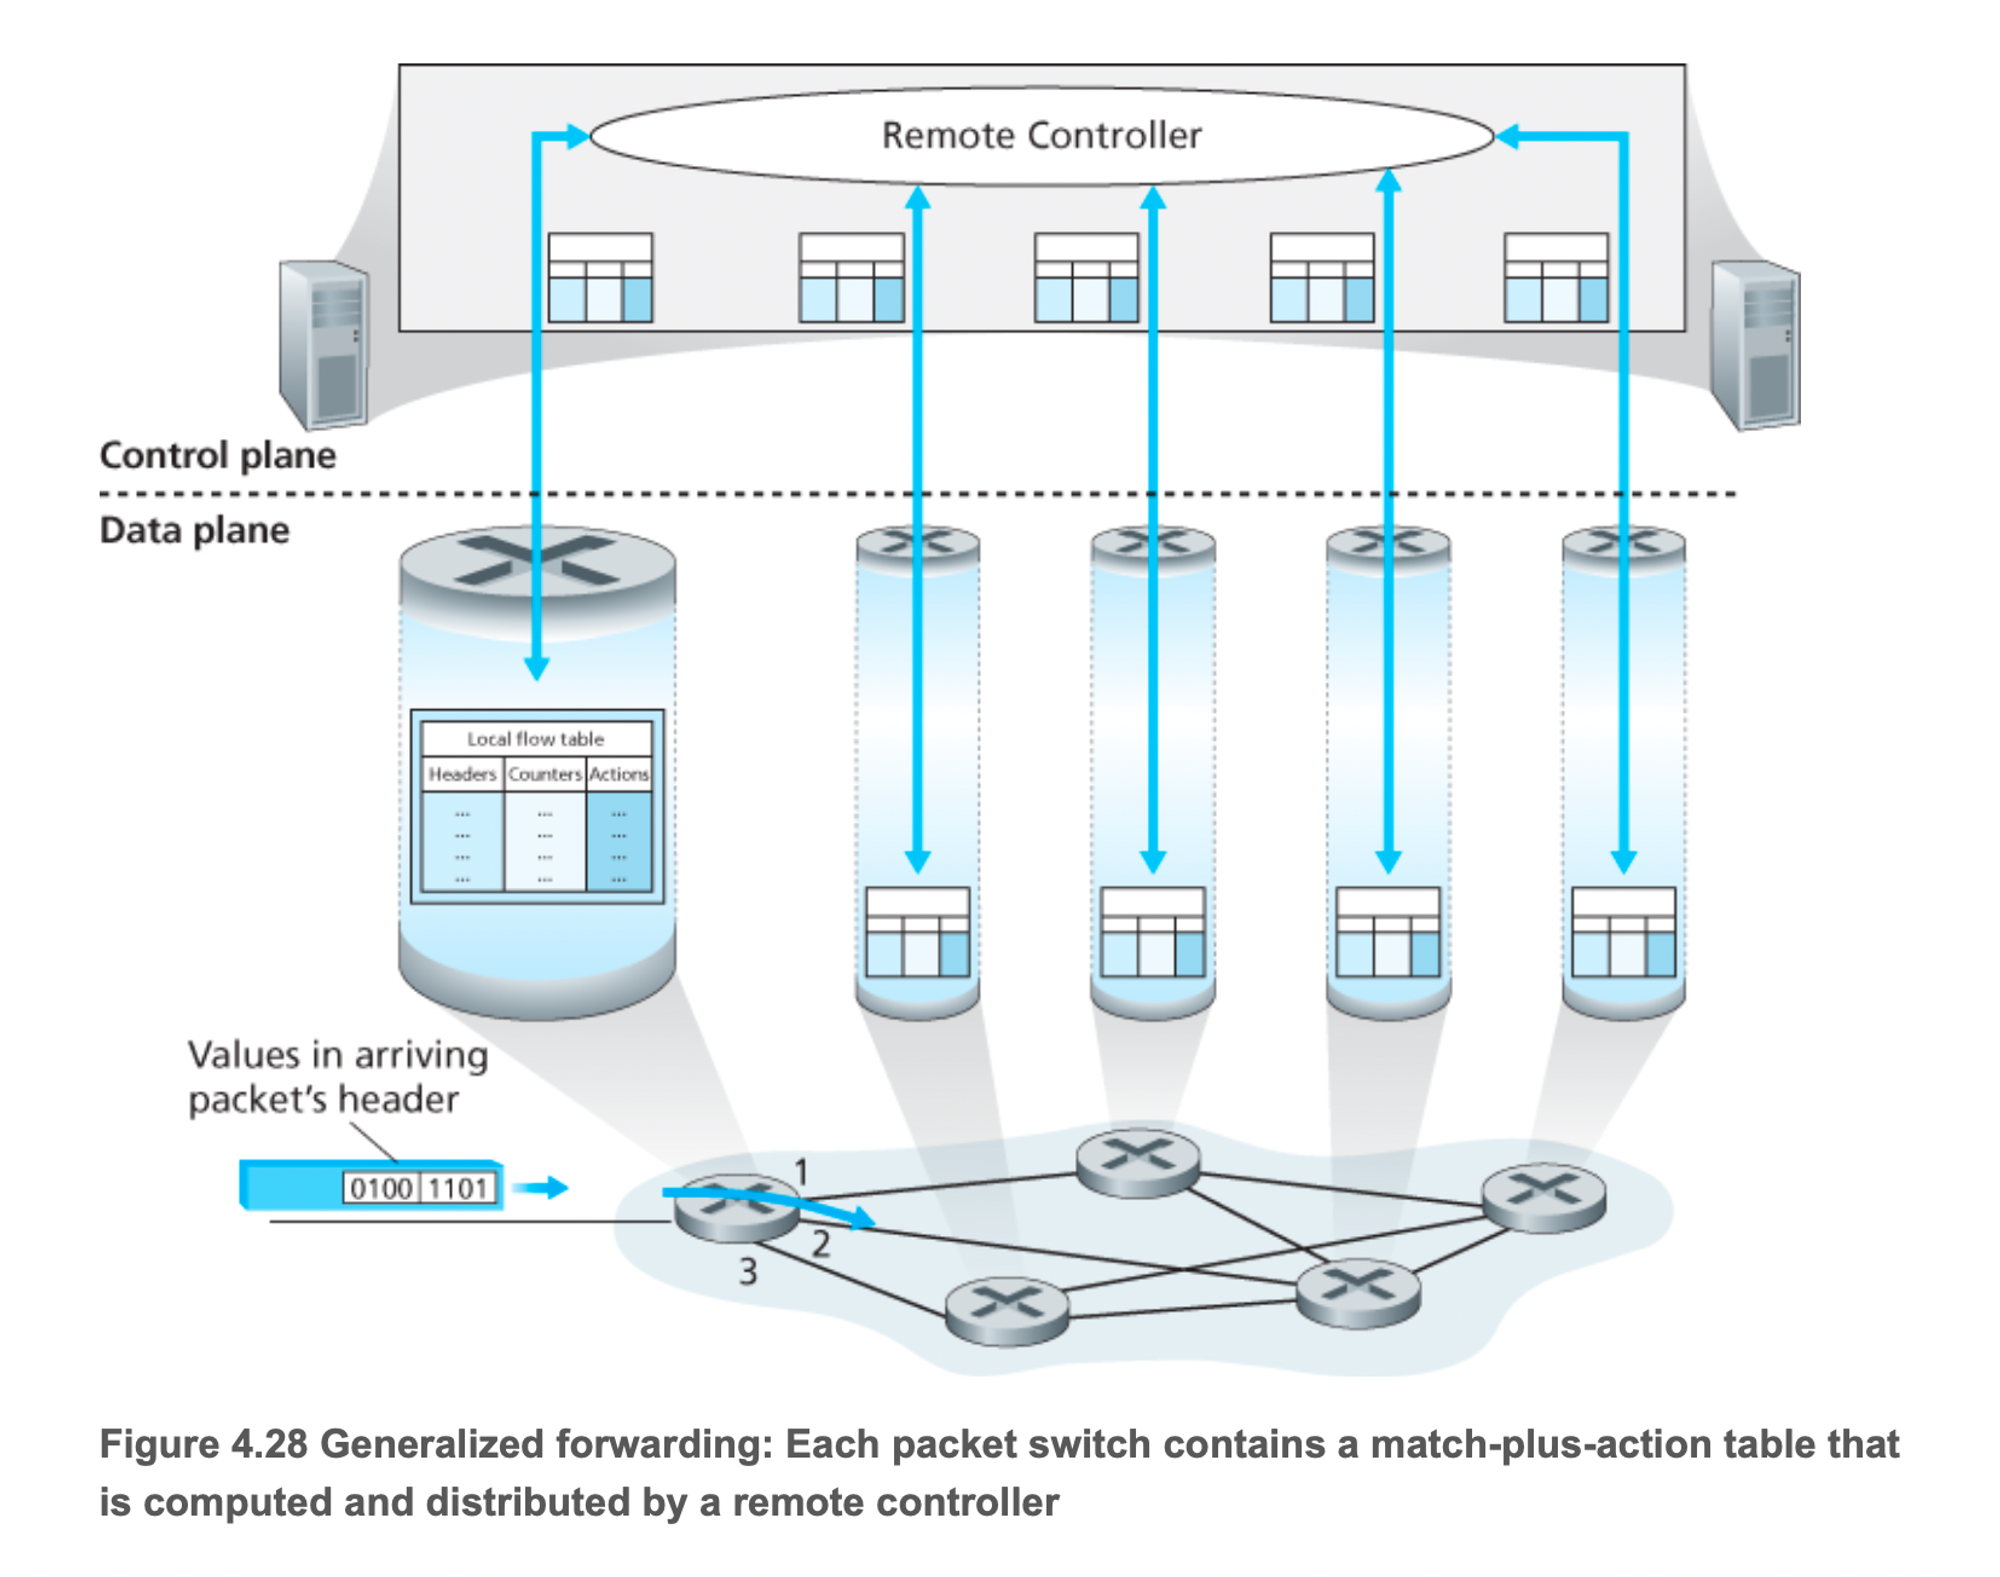 Remote Controller
Control plane
Data plane
Local flow table
Headers Counters Actions
... ... ...
... ... ...
... ... ...
... ... ...
Values in arriving
packet's header
0100 1101
1
2
3
Figure 4.28 Generalized forwarding: Each packet switch contains a match-plus-action table that
is computed and distributed by a remote controller